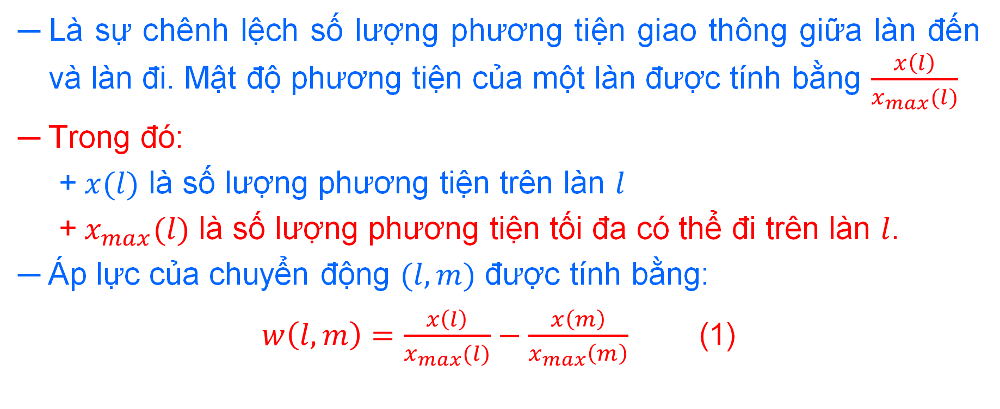 — Là sự chênh lệch số lượng phương tiện giao thông giữa làn đến
và làn đi. Mật độ phương tiện của một làn được tính bằng $\frac{x(l)}{x_{max}(l)}$
— Trong đó:
+ $x(l)$ là số lượng phương tiện trên làn $l$
+ $x_{max}(l)$ là số lượng phương tiện tối đa có thể đi trên làn $l$.
— Áp lực của chuyển động $(l, m)$ được tính bằng:
$w(l, m) = \frac{x(l)}{x_{max}(l)} - \frac{x(m)}{x_{max}(m)}$ (1)